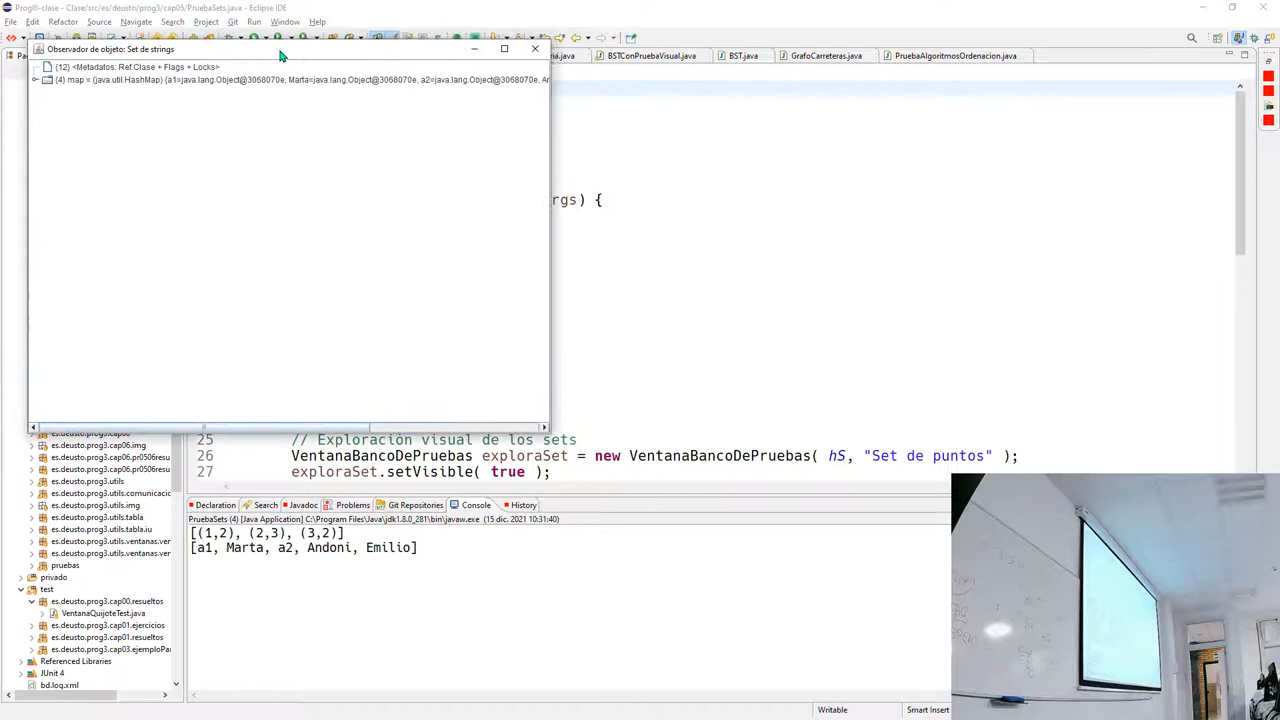 ProgIII-clase - Clase/src/es/deusto/prog3/cap05/PruebaSets.java - Eclipse IDE
File Edit Refactor Source Navigate Search Project Git Run Window Help
Observador de objeto: Set de strings
BSTConPruebaVisual.java
BST.java
GrafoCarreteras.java
PruebaAlgoritmosOrdenacion.java
{12} <Metadatos: Ref.Clase + Flags + Locks>
{4} map = (java.util.HashMap) {a1=java.lang.Object@3068070e, Marta=java.lang.Object@3068070e, a2=java.lang.Object@3068070e, An
rgs) {
25 // Exploración visual de los sets
26 VentanaBancoDePruebas exploraSet = new VentanaBancoDePruebas( hS, "Set de puntos" );
27 exploraSet.setVisible( true );
es.deusto.prog3.cap06.img
es.deusto.prog3.cap06.pr0506resu
es.deusto.prog3.cap06.pr0506resu
es.deusto.prog3.utils
es.deusto.prog3.utils.comunicacio
es.deusto.prog3.utils.img
es.deusto.prog3.utils.tabla
es.deusto.prog3.utils.tabla.iu
es.deusto.prog3.utils.ventanas.ver
es.deusto.prog3.utils.ventanas.ver
pruebas
privado
test
es.deusto.prog3.cap00.resueltos
VentanaQuijoteTest.java
es.deusto.prog3.cap01.ejercicios
es.deusto.prog3.cap01.resueltos
es.deusto.prog3.cap03.ejemploPar
Referenced Libraries
JUnit 4
bd.log.xml
Declaration Search Javadoc Problems Git Repositories Console History
PruebaSets (4) [Java Application] C:\Program Files\Java\jdk1.8.0_281\bin\javaw.exe (15 dic. 2021 10:31:40)
[(1,2), (2,3), (3,2)]
[a1, Marta, a2, Andoni, Emilio]
Writable
Smart Insert